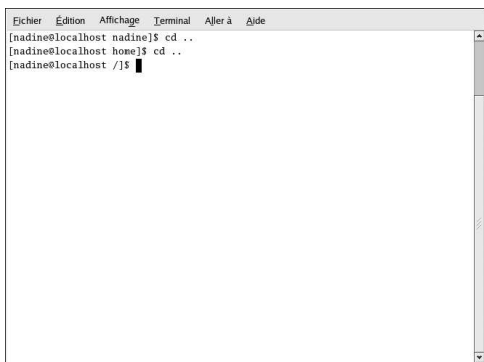 Fichier Édition Affichage Terminal Aller à Aide
[nadine@localhost nadine]$ cd ..
[nadine@localhost home]$ cd ..
[nadine@localhost /]$